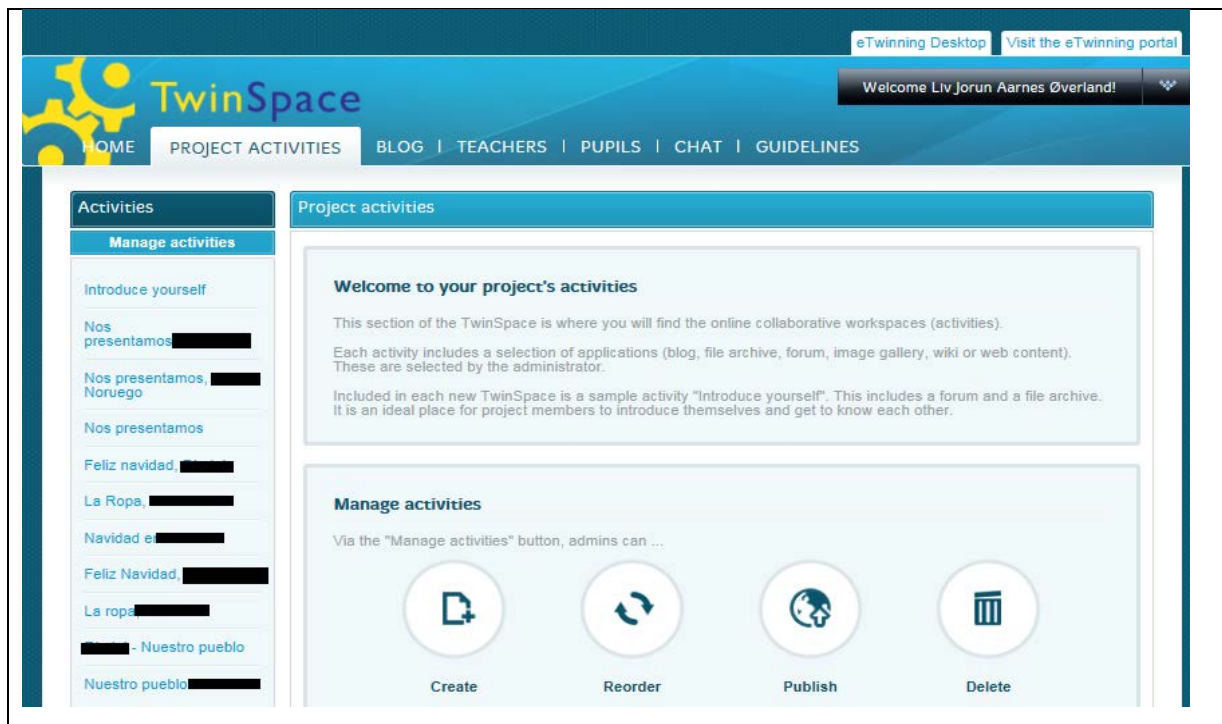 eTwinning Desktop Visit the eTwinning portal
TwinSpace
Welcome Liv Jorun Aarnes Øverland!
HOME PROJECT ACTIVITIES BLOG | TEACHERS | PUPILS | CHAT | GUIDELINES
Activities
Manage activities
Introduce yourself
Nos
presentamos
Nos presentamos,
Noruego
Nos presentamos
Feliz navidad,
La Ropa,
Navidad
Feliz Navidad,
La ropa
- Nuestro pueblo
Nuestro pueblo
Project activities
Welcome to your project's activities
This section of the TwinSpace is where you will find the online collaborative workspaces (activities).
Each activity includes a selection of applications (blog, file archive, forum, image gallery, wiki or web content).
These are selected by the administrator.
Included in each new TwinSpace is a sample activity "Introduce yourself". This includes a forum and a file archive.
It is an ideal place for project members to introduce themselves and get to know each other.
Manage activities
Via the "Manage activities" button, admins can ...
Create Reorder Publish Delete